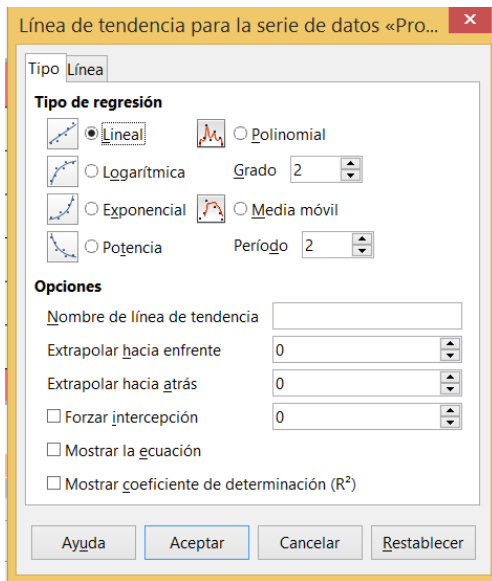 Línea de tendencia para la serie de datos «Pro...
Tipo Línea
Tipo de regresión
Lineal Polinomial
Logarítmica Grado 2
Exponencial Media móvil
Potencia Período 2
Opciones
Nombre de línea de tendencia
Extrapolar hacia enfrente 0
Extrapolar hacia atrás 0
Forzar intercepción 0
Mostrar la ecuación
Mostrar coeficiente de determinación (R²)
Ayuda Aceptar Cancelar Restablecer